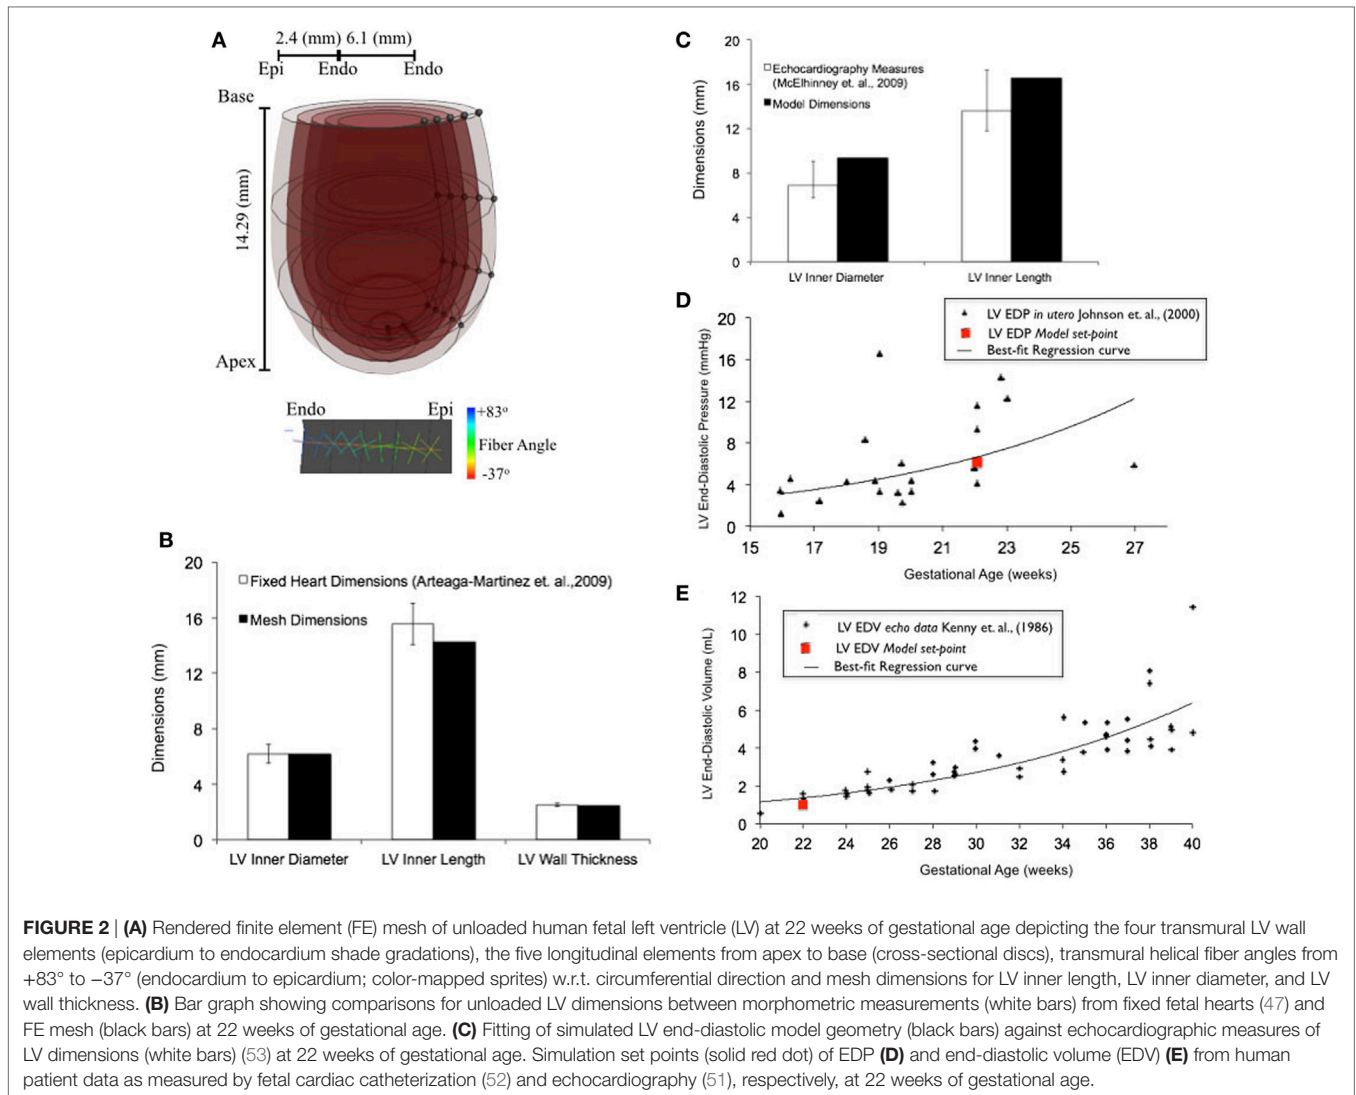 A
2.4 (mm) 6.1 (mm)
Epi Endo Endo
Base
14.29 (mm)
Apex
Endo Epi
+83°
Fiber Angle
-37°
B
20
16
12
8
4
0
Dimensions (mm)
Fixed Heart Dimensions (Arteaga-Martinez et. al.,2009)
Mesh Dimensions
LV Inner Diameter LV Inner Length LV Wall Thickness
C
20
16
12
8
4
0
Dimensions (mm)
Echocardiography Measures
(McElhinney et. al., 2009)
Model Dimensions
LV Inner Diameter LV Inner Length
D
20
16
12
8
4
0
LV End-Diastolic Pressure (mmHg)
LV EDP in utero Johnson et. al., (2000)
LV EDP Model set-point
Best-fit Regression curve
15 17 19 21 23 25 27
Gestational Age (weeks)
E
12
10
8
6
4
2
0
LV End-Diastolic Volume (mL)
LV EDV echo data Kenny et. al., (1986)
LV EDV Model set-point
Best-fit Regression curve
20 22 24 26 28 30 32 34 36 38 40
Gestational Age (weeks)
FIGURE 2 | (A) Rendered finite element (FE) mesh of unloaded human fetal left ventricle (LV) at 22 weeks of gestational age depicting the four transmural LV wall
elements (epicardium to endocardium shade gradations), the five longitudinal elements from apex to base (cross-sectional discs), transmural helical fiber angles from
+83° to −37° (endocardium to epicardium; color-mapped sprites) w.r.t. circumferential direction and mesh dimensions for LV inner length, LV inner diameter, and LV
wall thickness. (B) Bar graph showing comparisons for unloaded LV dimensions between morphometric measurements (white bars) from fixed fetal hearts (47) and
FE mesh (black bars) at 22 weeks of gestational age. (C) Fitting of simulated LV end-diastolic model geometry (black bars) against echocardiographic measures of
LV dimensions (white bars) (53) at 22 weeks of gestational age. Simulation set points (solid red dot) of EDP (D) and end-diastolic volume (EDV) (E) from human
patient data as measured by fetal cardiac catheterization (52) and echocardiography (51), respectively, at 22 weeks of gestational age.